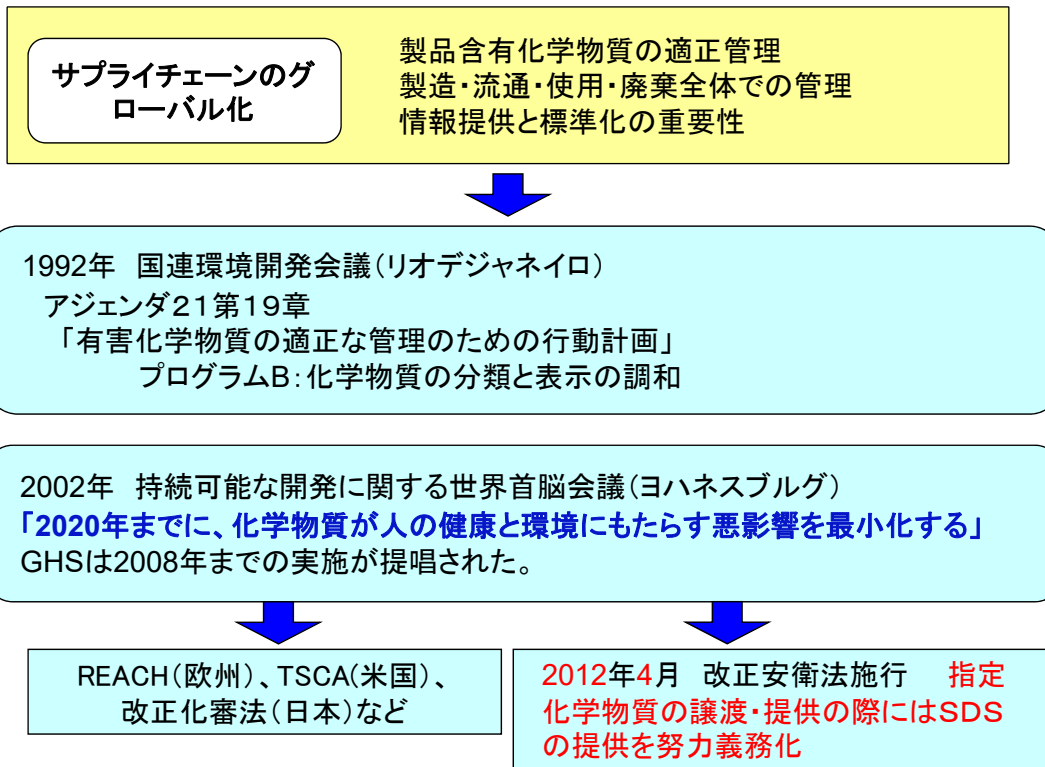 サプライチェーンのグ
ローバル化
製品含有化学物質の適正管理
製造・流通・使用・廃棄全体での管理
情報提供と標準化の重要性
1992年 国連環境開発会議（リオデジャネイロ）
アジェンダ２１第１９章
「有害化学物質の適正な管理のための行動計画」
プログラムB：化学物質の分類と表示の調和
2002年 持続可能な開発に関する世界首脳会議（ヨハネスブルグ）
「2020年までに、化学物質が人の健康と環境にもたらす悪影響を最小化する」
GHSは2008年までの実施が提唱された。
REACH（欧州）、TSCA(米国)、
改正化審法（日本）など
2012年4月 改正安衛法施行 指定
化学物質の譲渡・提供の際にはＳＤＳ
の提供を努力義務化